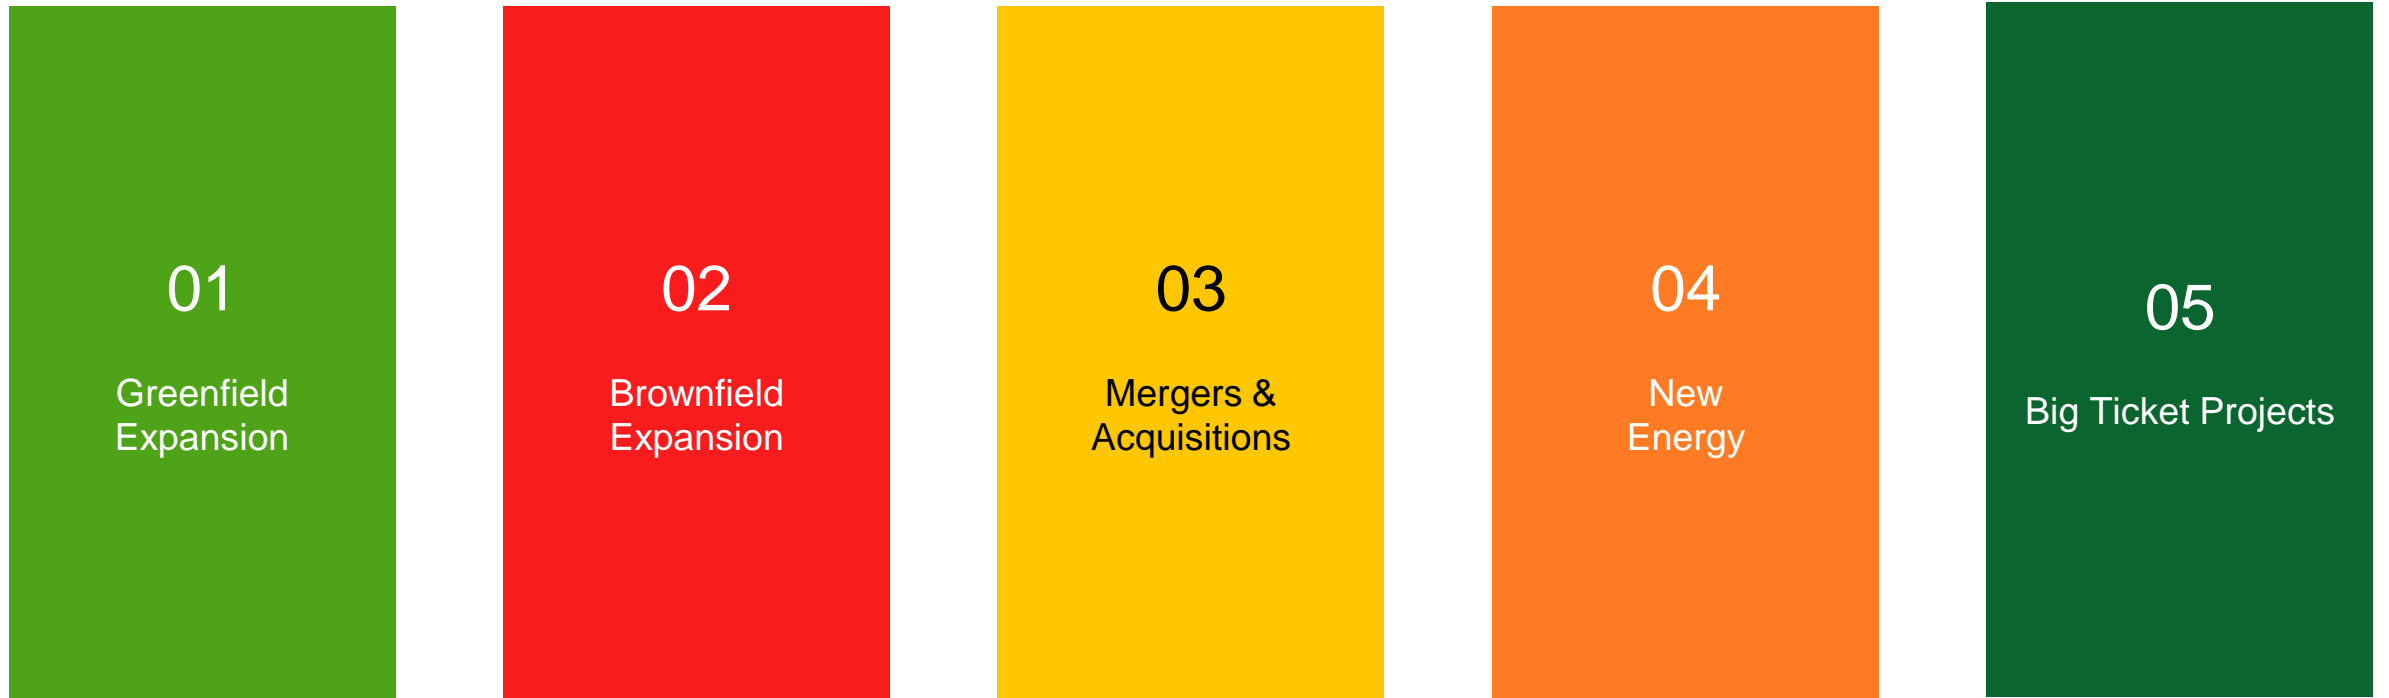 01
Greenfield
Expansion
02
Brownfield
Expansion
03
Mergers &
Acquisitions
04
New
Energy
05
Big Ticket Projects